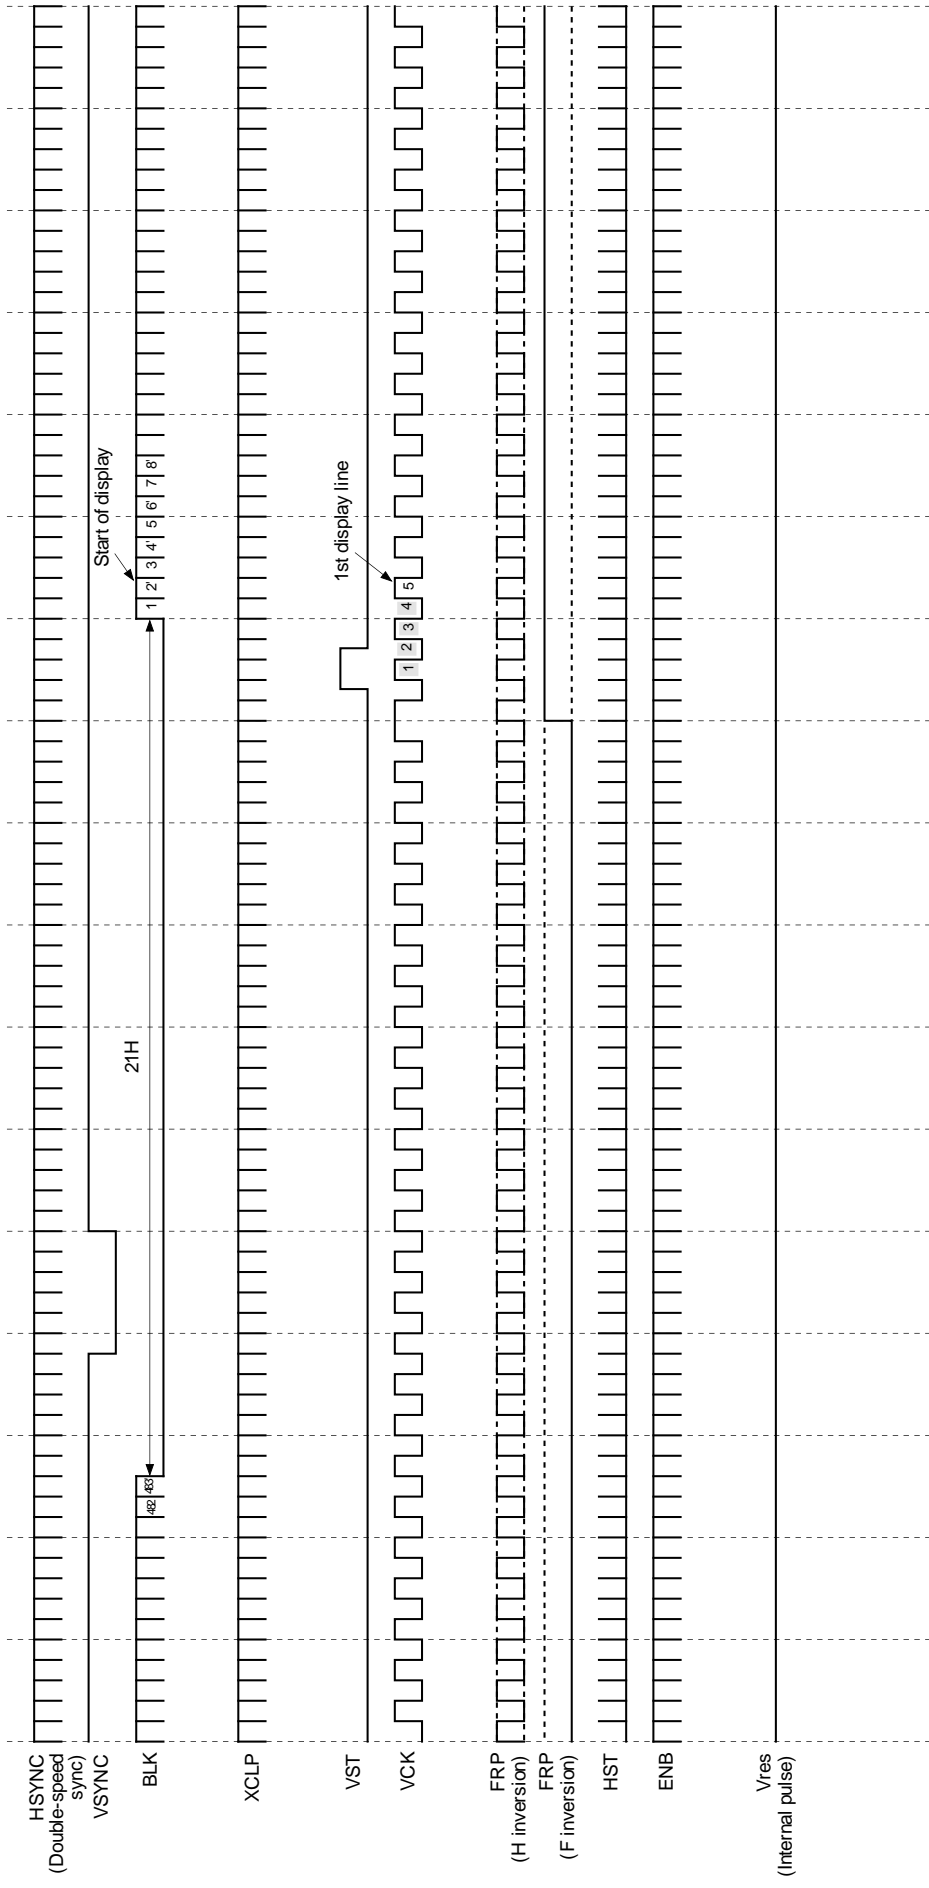 HSYNC
(Double-speed
sync)
VSYNC
BLK
482 483'
21H
1 2' 3 4' 5 6' 7 8'
Start of display
XCLP
VST
VCK
1 2 3 4 5
1st display line
FRP
(H inversion)
FRP
(F inversion)
HST
ENB
Vres
(Internal pulse)